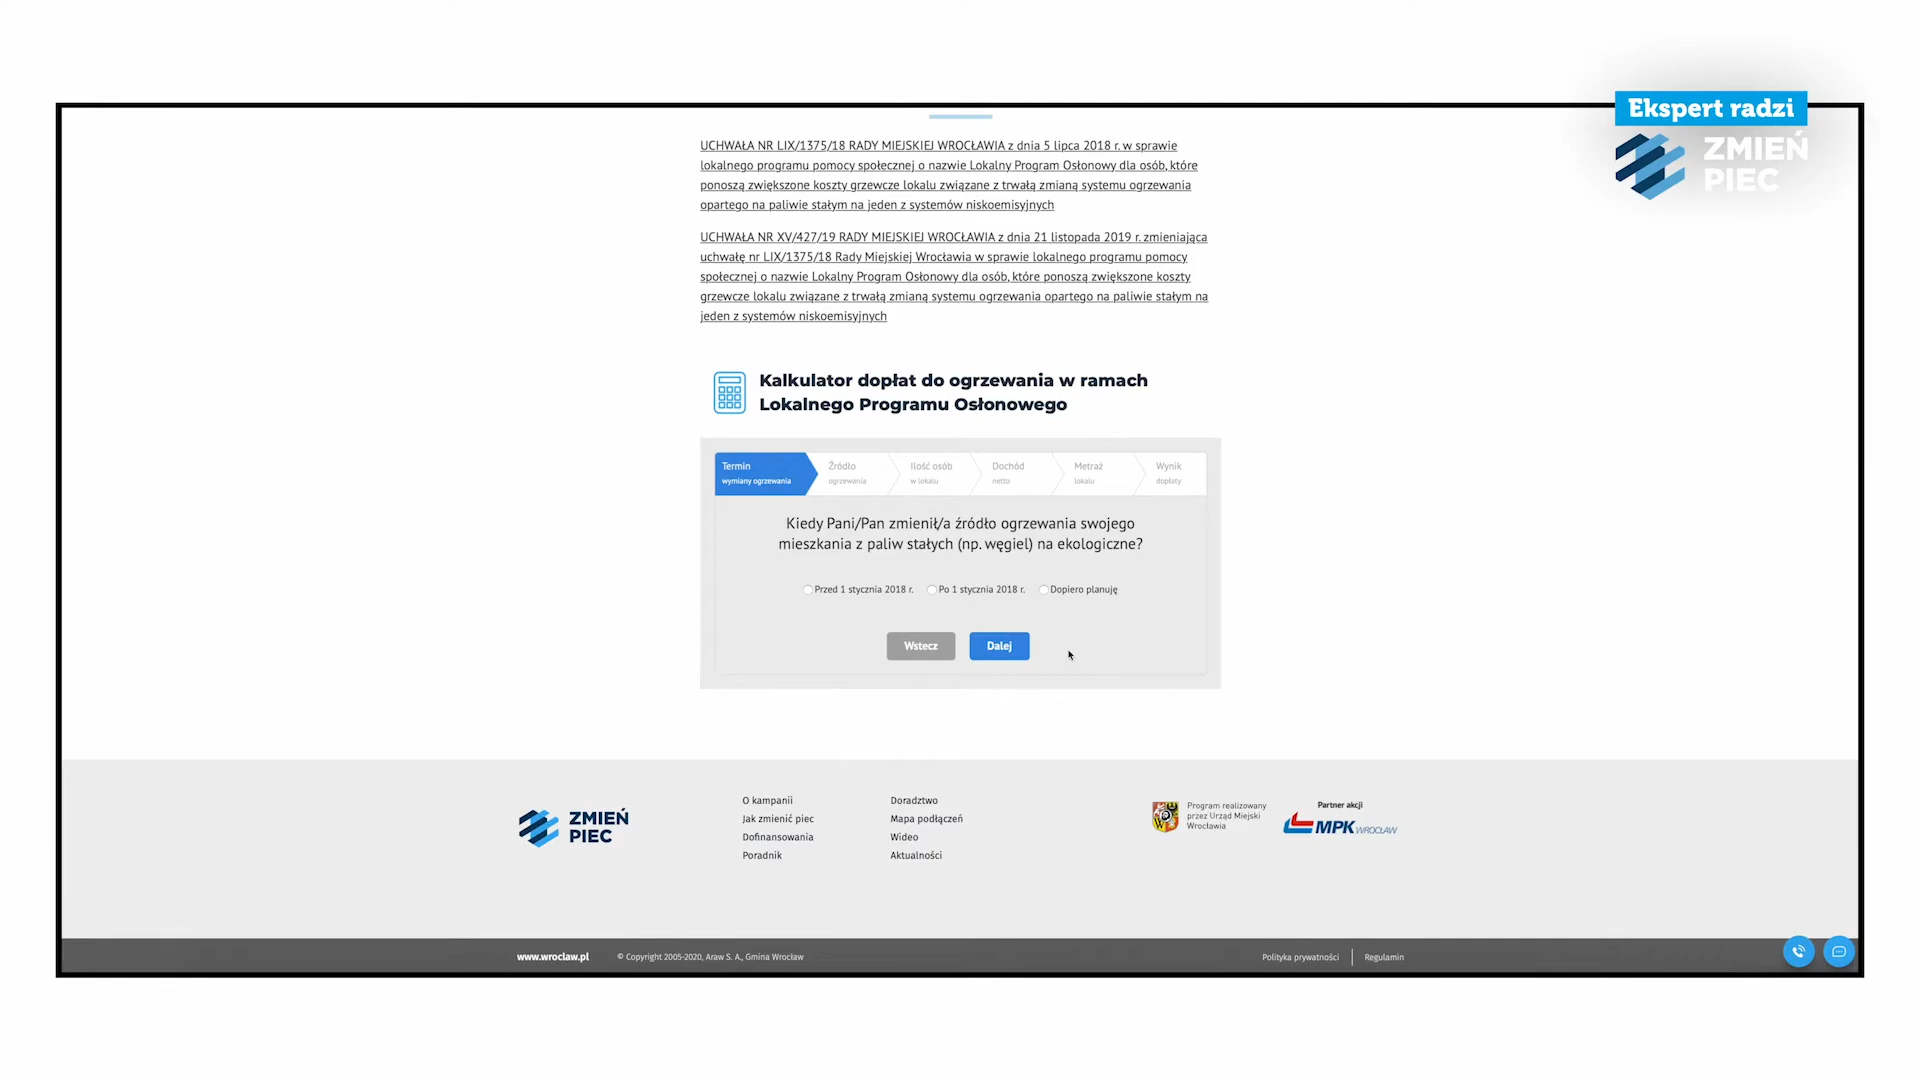 Ekspert radzi
ZMIEŃ
PIEC
UCHWAŁA NR LIX/1375/18 RADY MIEJSKIEJ WROCŁAWIA z dnia 5 lipca 2018 r. w sprawie
lokalnego programu pomocy społecznej o nazwie Lokalny Program Osłonowy dla osób, które
ponoszą zwiększone koszty grzewcze lokalu związane z trwałą zmianą systemu ogrzewania
opartego na paliwie stałym na jeden z systemów niskoemisyjnych
UCHWAŁA NR XV/427/19 RADY MIEJSKIEJ WROCŁAWIA z dnia 21 listopada 2019 r. zmieniająca
uchwałę nr LIX/1375/18 Rady Miejskiej Wrocławia w sprawie lokalnego programu pomocy
społecznej o nazwie Lokalny Program Osłonowy dla osób, które ponoszą zwiększone koszty
grzewcze lokalu związane z trwałą zmianą systemu ogrzewania opartego na paliwie stałym na
jeden z systemów niskoemisyjnych
Kalkulator dopłat do ogrzewania w ramach
Lokalnego Programu Osłonowego
Termin
wymiany ogrzewania
Źródło
ogrzewania
Ilość osób
w lokalu
Dochód
netto
Metraż
lokalu
Wynik
dopłaty
Kiedy Pani/Pan zmienił/a źródło ogrzewania swojego
mieszkania z paliw stałych (np. węgiel) na ekologiczne?
Przed 1 stycznia 2018 r. Po 1 stycznia 2018 r. Dopiero planuję
Wstecz Dalej
ZMIEŃ
PIEC
O kampanii
Jak zmienić piec
Dofinansowania
Poradnik
Doradztwo
Mapa podłączeń
Wideo
Aktualności
Program realizowany
przez Urząd Miejski
Wrocławia
Partner akcji
MPK WROCŁAW
www.wroclaw.pl © Copyright 2005-2020, Araw S. A., Gmina Wrocław Polityka prywatności Regulamin